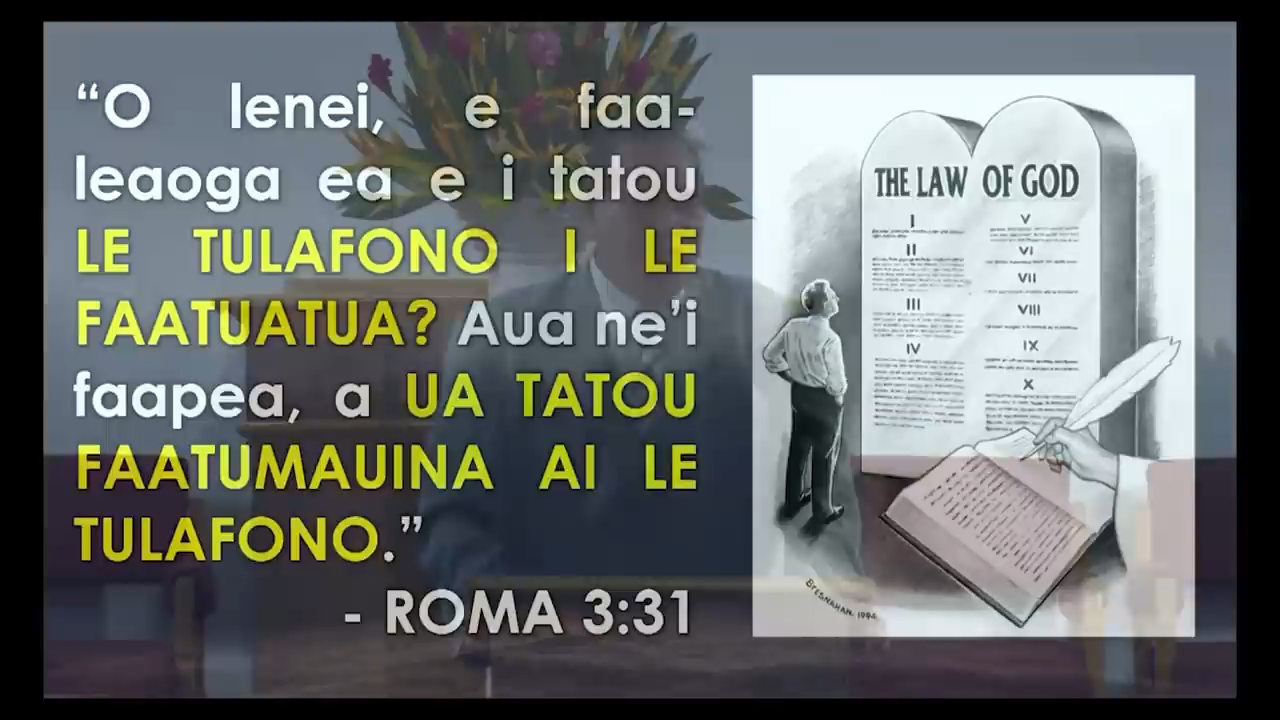 “O lenei, e faa-
leaoga ea e i tatou
LE TULAFONO I LE
FAATUATUA? Aua ne’i
faapea, a UA TATOU
FAATUMAUINA AI LE
TULAFONO.”
- ROMA 3:31
THE LAW OF GOD
I
II
III
IV
V
VI
VII
VIII
IX
X
BRESNAHAN. 1994